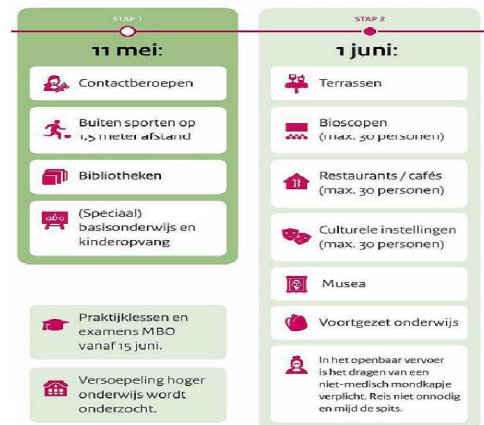 STAP 1
11 mei:
Contactberoepen
Buiten sporten op
1,5 meter afstand
Bibliotheken
abc
(Speciaal)
basisonderwijs en
kinderopvang
Praktijklessen en
examens MBO
vanaf 15 juni.
Versoepeling hoger
onderwijs wordt
onderzocht.
STAP 2
1 juni:
Terrassen
Bioscopen
(max. 30 personen)
Restaurants / cafés
(max. 30 personen)
Culturele instellingen
(max. 30 personen)
Musea
Voortgezet onderwijs
In het openbaar vervoer
is het dragen van een
niet-medisch mondkapje
verplicht. Reis niet onnodig
en mijd de spits.